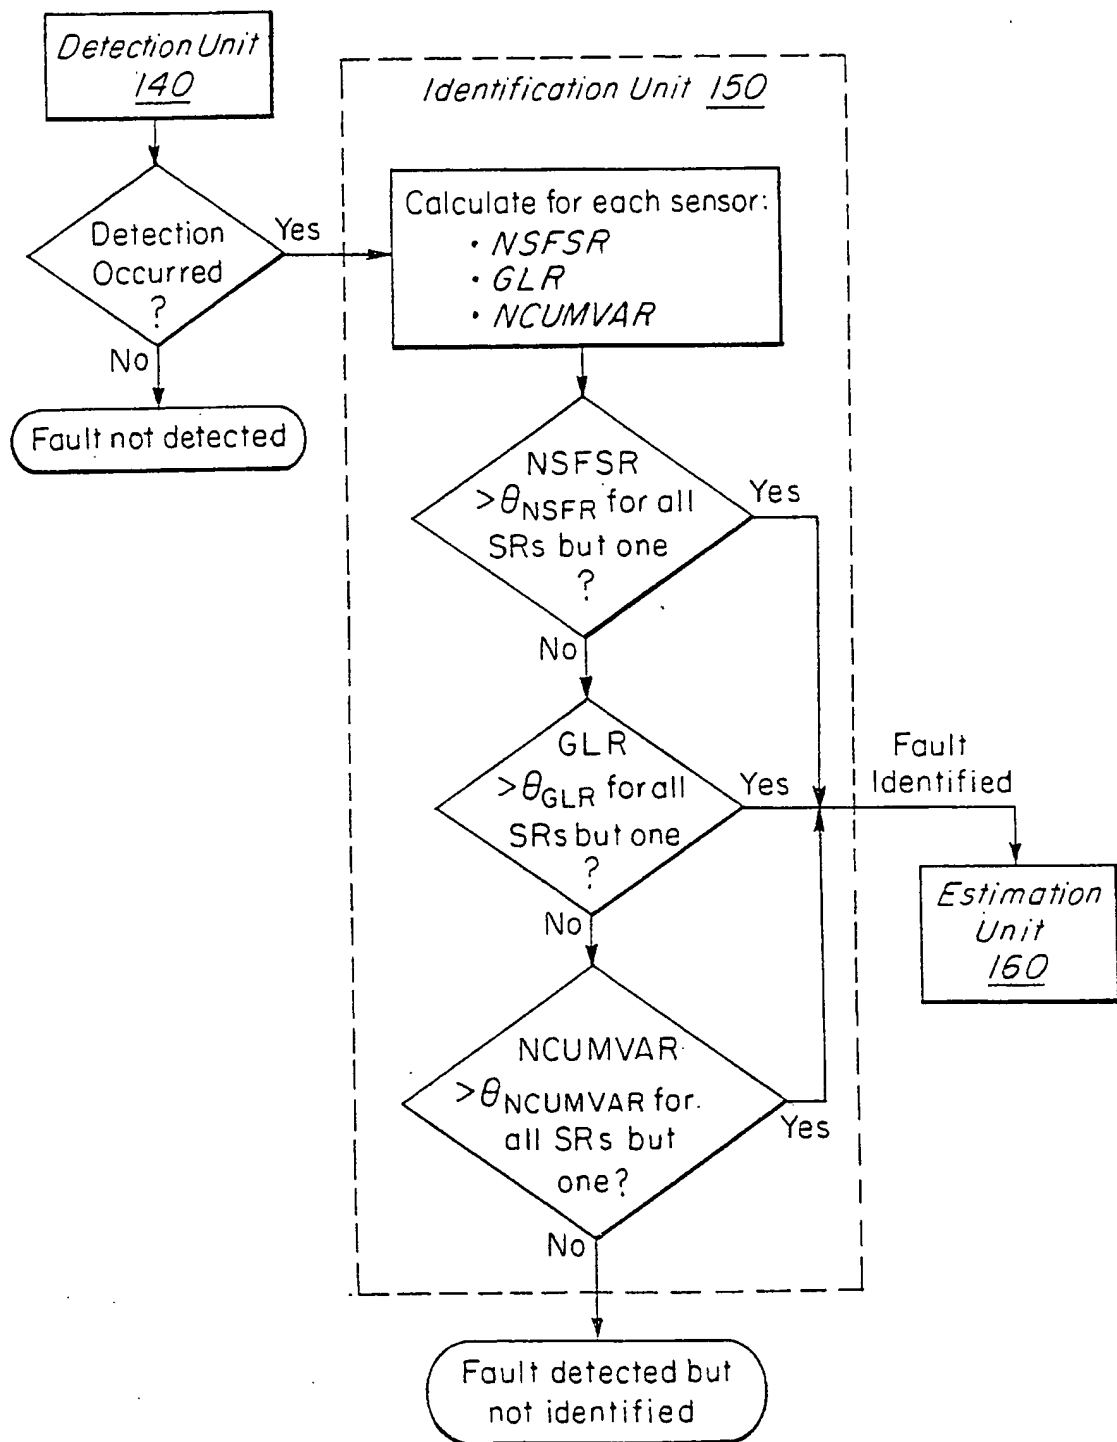 Detection Unit
140
Identification Unit 150
Detection
Occurred
?
Yes
No
Fault not detected
Calculate for each sensor:
• NSFSR
• GLR
• NCUMVAR
NSFSR
>θNSFR for all
SRs but one
?
Yes
No
GLR
>θGLR for all
SRs but one
?
Yes
No
Fault
Identified
Estimation
Unit
160
NCUMVAR
>θNCUMVAR for
all SRs but
one?
Yes
No
Fault detected but
not identified